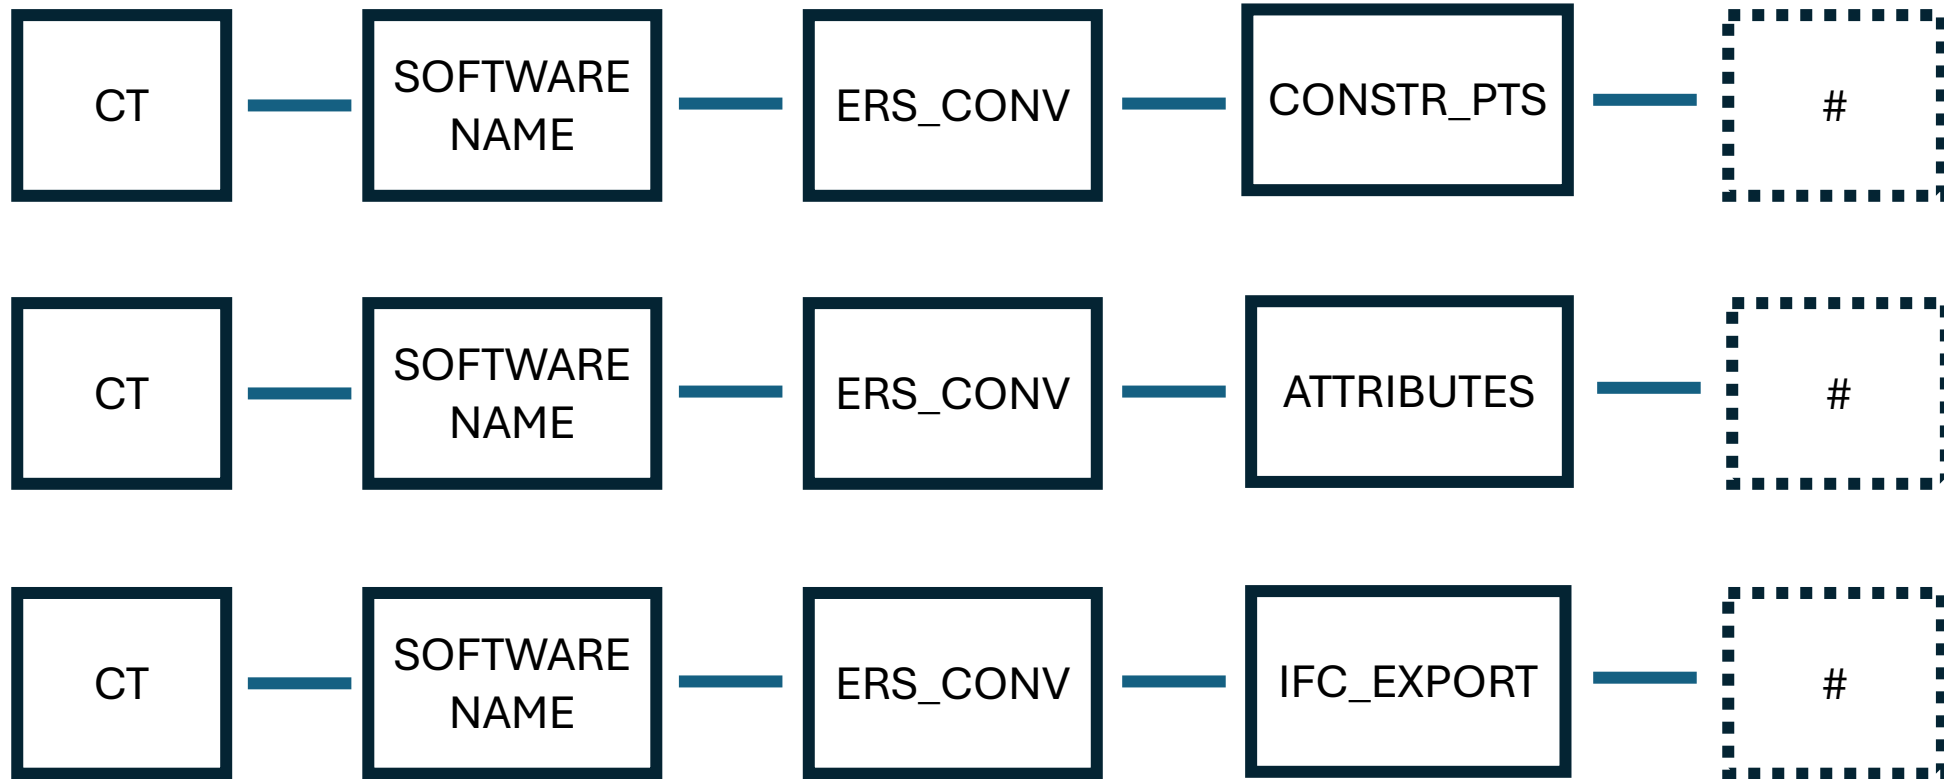 CT
SOFTWARE
NAME
ERS_CONV
CONSTR_PTS
#
CT
SOFTWARE
NAME
ERS_CONV
ATTRIBUTES
#
CT
SOFTWARE
NAME
ERS_CONV
IFC_EXPORT
#